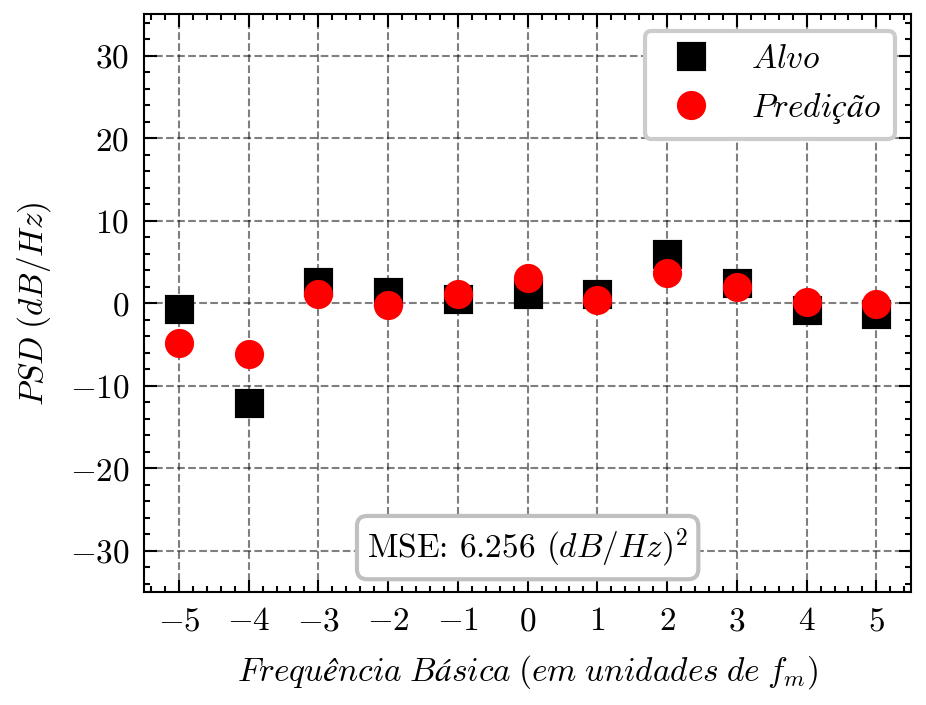 30
20
10
0
−10
−20
−30
PSD (dB/Hz)
Alvo
Predição
MSE: 6.256 (dB/Hz)²
−5 −4 −3 −2 −1 0 1 2 3 4 5
Frequência Básica (em unidades de fₘ)